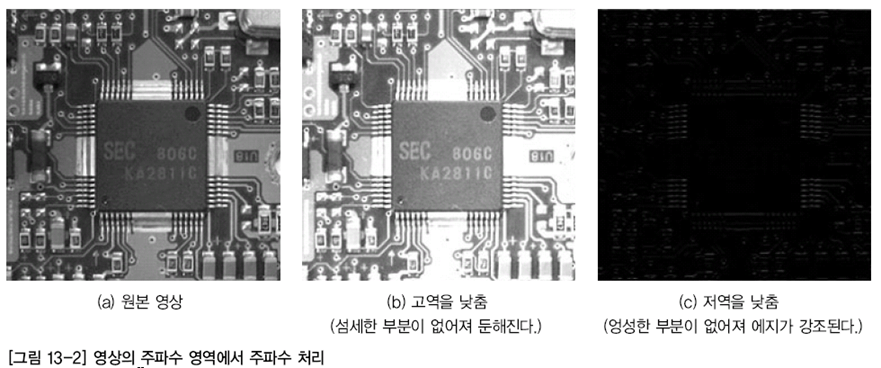 SEC 806C
KA2811C
U18
SEC 806C
KA2811C
U18
(a) 원본 영상
(b) 고역을 낮춤
(섬세한 부분이 없어져 둔해진다.)
(c) 저역을 낮춤
(엉성한 부분이 없어져 에지가 강조된다.)
[그림 13-2] 영상의 주파수 영역에서 주파수 처리